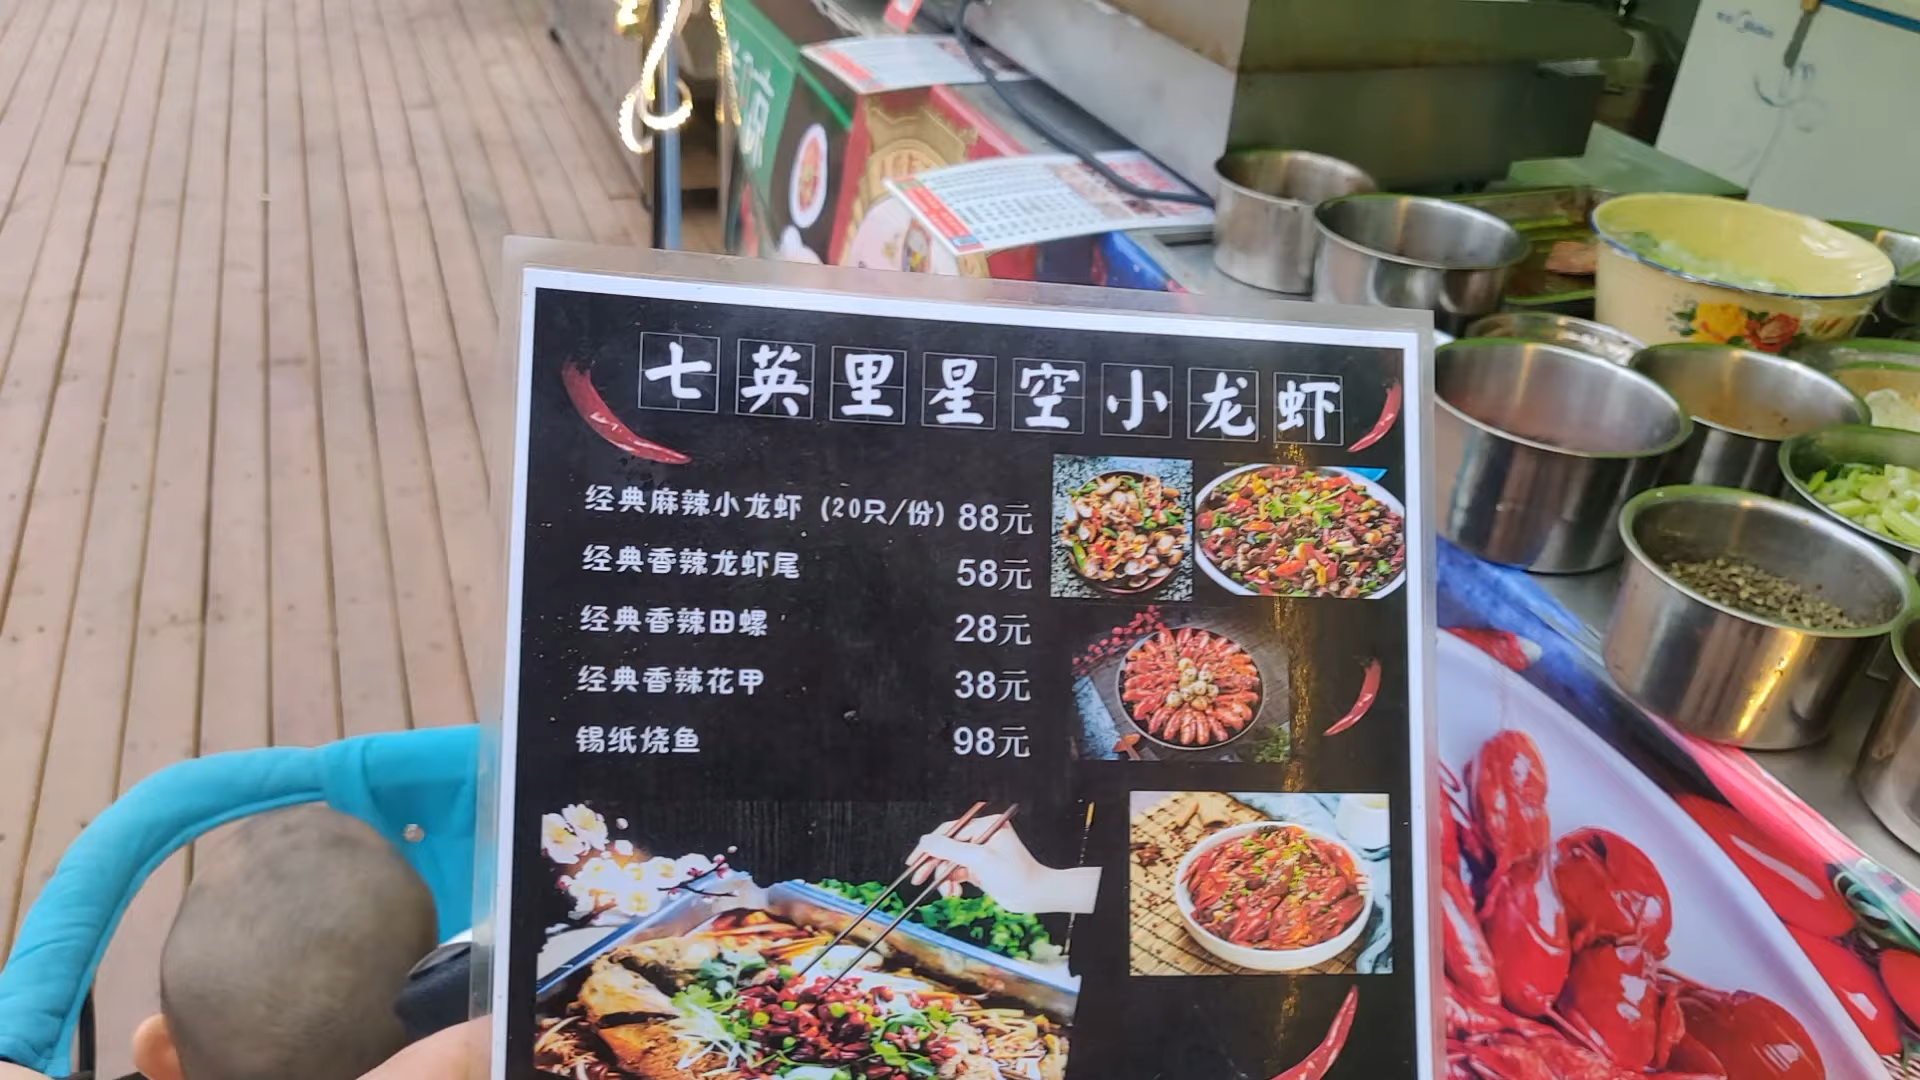 七英里星空小龙虾
经典麻辣小龙虾（20只/份）88元
经典香辣龙虾尾 58元
经典香辣田螺 28元
经典香辣花甲 38元
锡纸烧鱼 98元